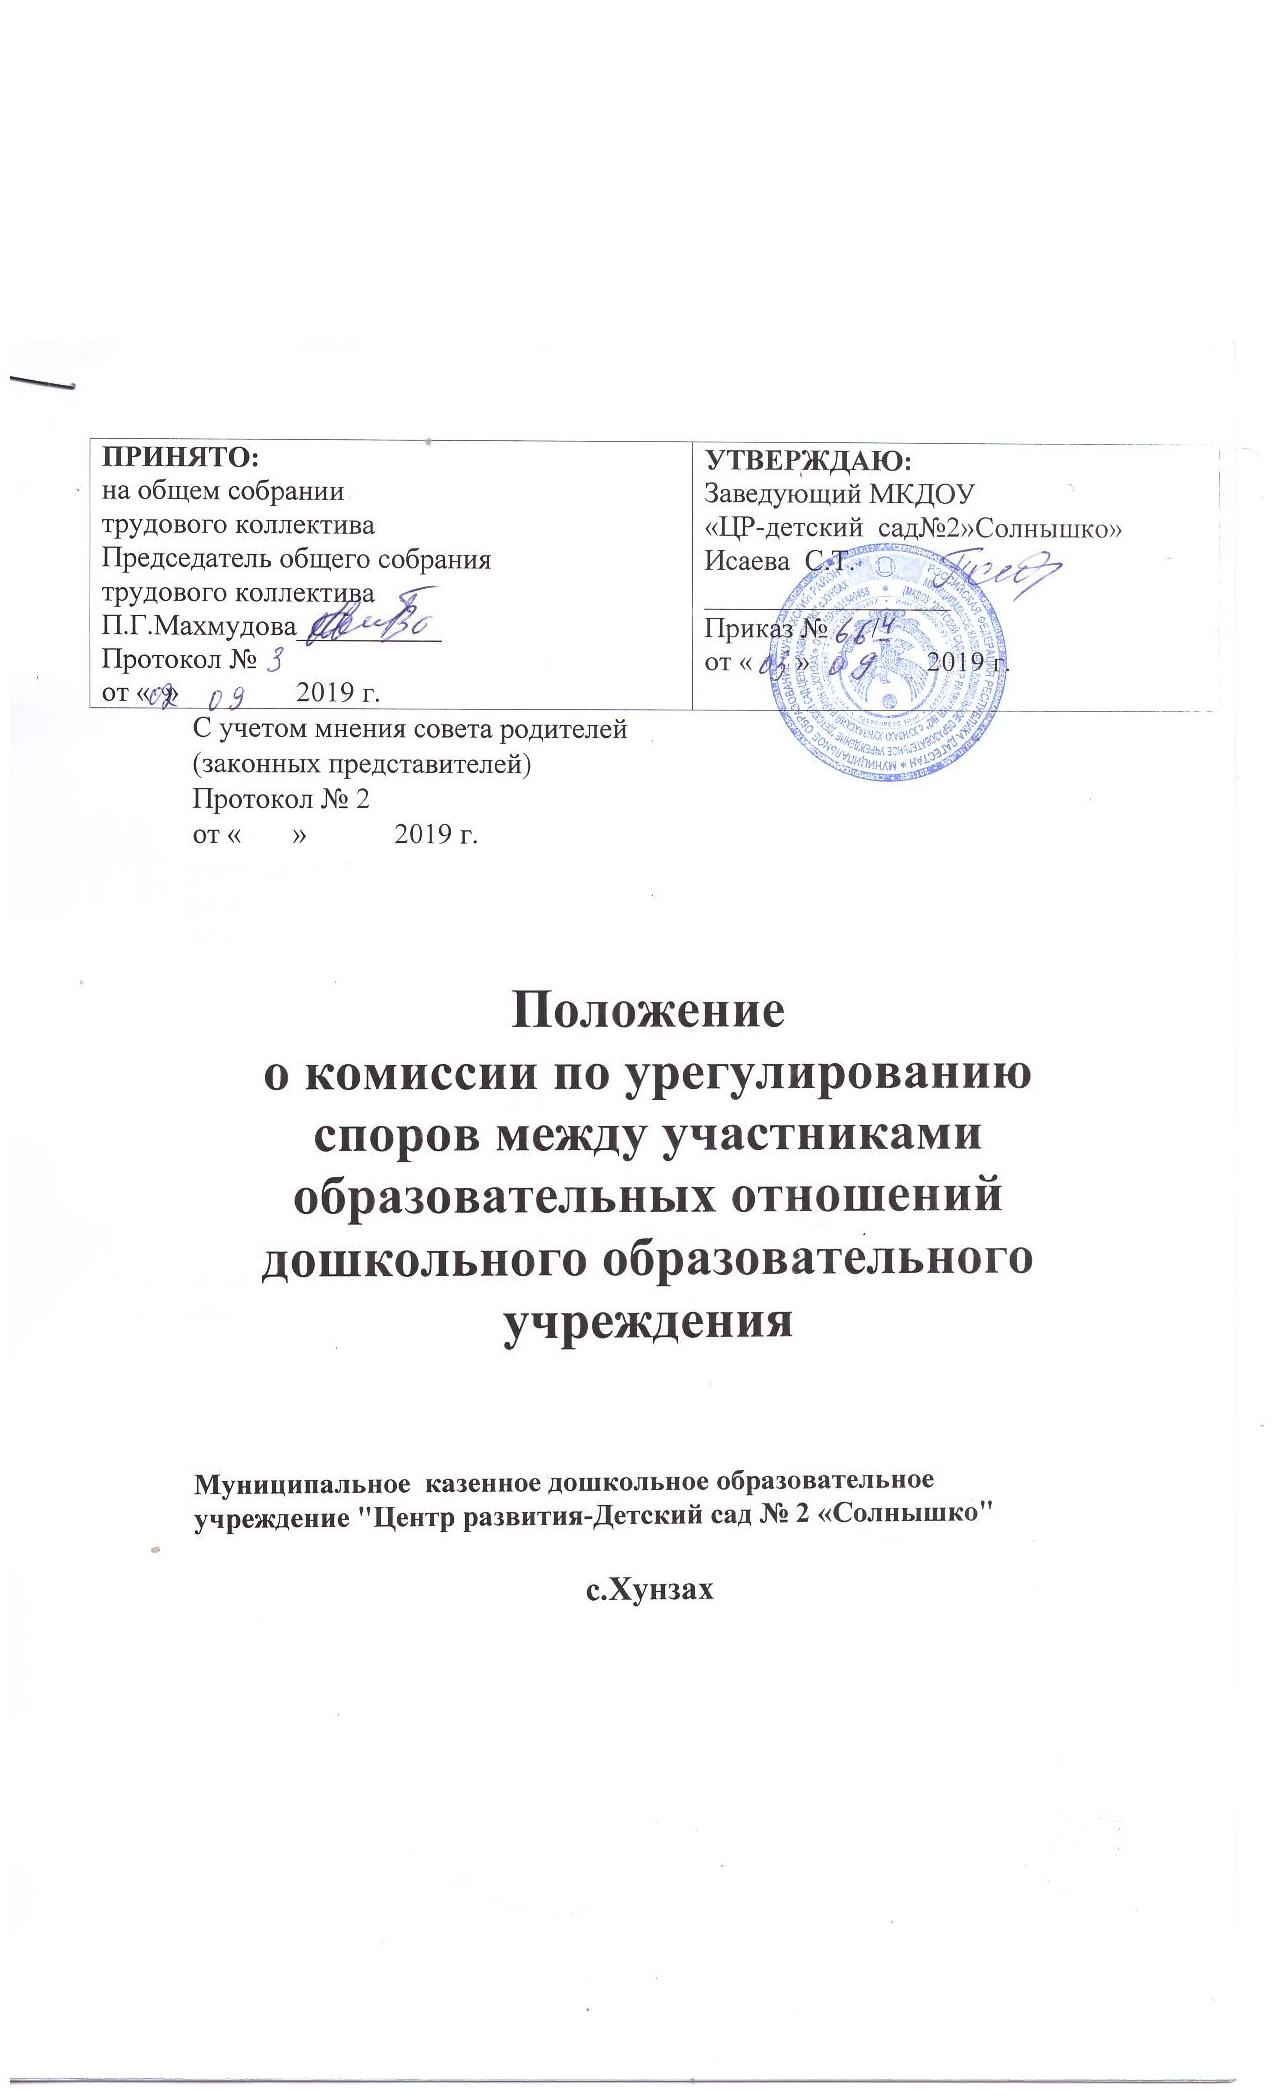 ПРИНЯТО:
на общем собрании
трудового коллектива
Председатель общего собрания
трудового коллектива
П.Г.Махмудова__________
Протокол № 3
от «02» 09 2019 г.
УТВЕРЖДАЮ:
Заведующий МКДОУ
«ЦР-детский сад№2»Солнышко»
Исаева С.Т.
Приказ № 66/4
от « 03 » 09 2019 г.
С учетом мнения совета родителей
(законных представителей)
Протокол № 2
от « » 2019 г.
Положение
о комиссии по урегулированию
споров между участниками
образовательных отношений
дошкольного образовательного
учреждения
Муниципальное казенное дошкольное образовательное
учреждение "Центр развития-Детский сад № 2 «Солнышко"
с.Хунзах